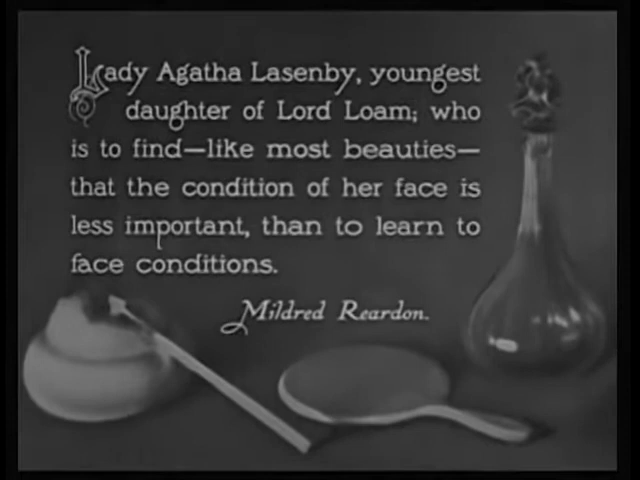 Lady Agatha Lasenby, youngest
daughter of Lord Loam; who
is to find—like most beauties—
that the condition of her face is
less important, than to learn to
face conditions.
Mildred Reardon.